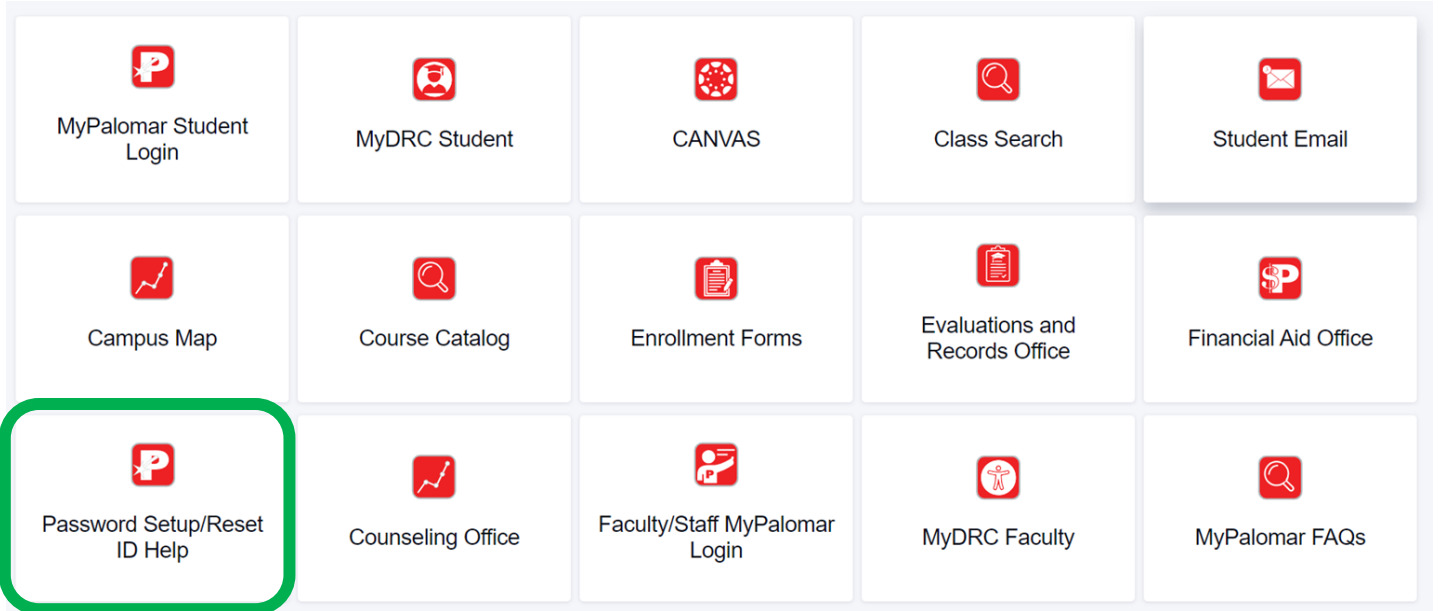 MyPalomar Student
Login
MyDRC Student
CANVAS
Class Search
Student Email
Campus Map
Course Catalog
Enrollment Forms
Evaluations and
Records Office
Financial Aid Office
Password Setup/Reset
ID Help
Counseling Office
Faculty/Staff MyPalomar
Login
MyDRC Faculty
MyPalomar FAQs